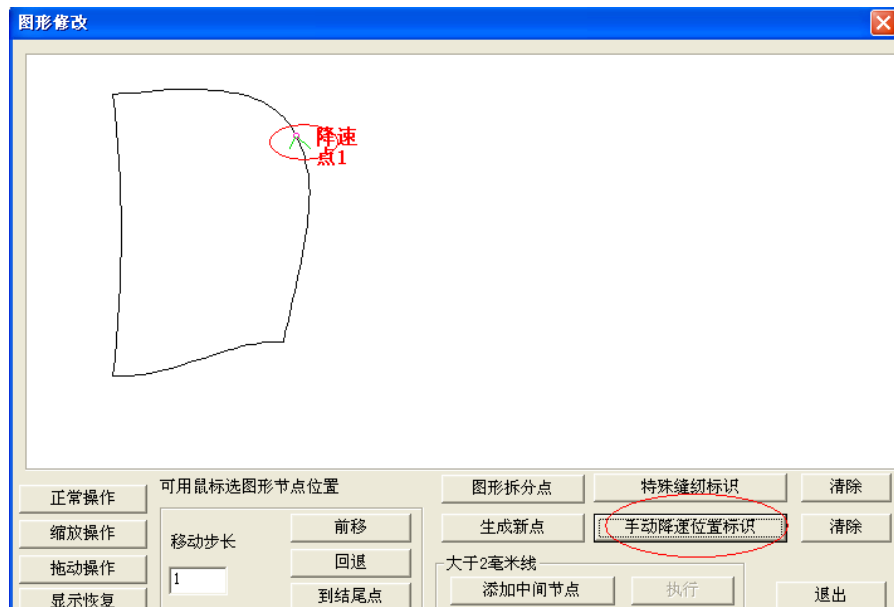 图形修改
降速
点1
可用鼠标选图形节点位置
图形拆分点
特殊缝纫标识
清除
正常操作
移动步长
前移
生成新点
手动降速位置标识
清除
缩放操作
回退
大于2毫米线
拖动操作
1
添加中间节点
执行
显示恢复
到结尾点
退出